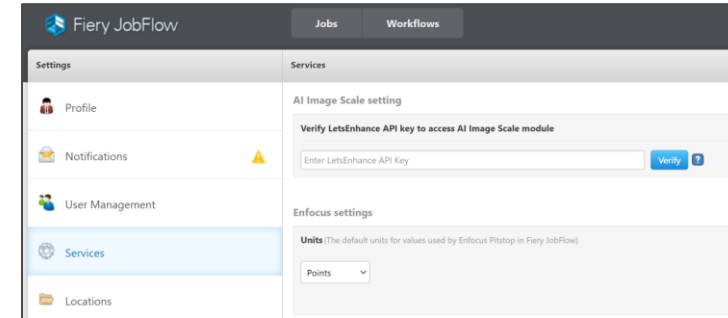 Fiery JobFlow
Jobs
Workflows
Settings
Services
Profile
Notifications
User Management
Services
Locations
AI Image Scale setting
Verify LetsEnhance API key to access AI Image Scale module
Enter LetsEnhance API Key
Verify
?
Enfocus settings
Units (The default units for values used by Enfocus Pitstop in Fiery JobFlow)
Points